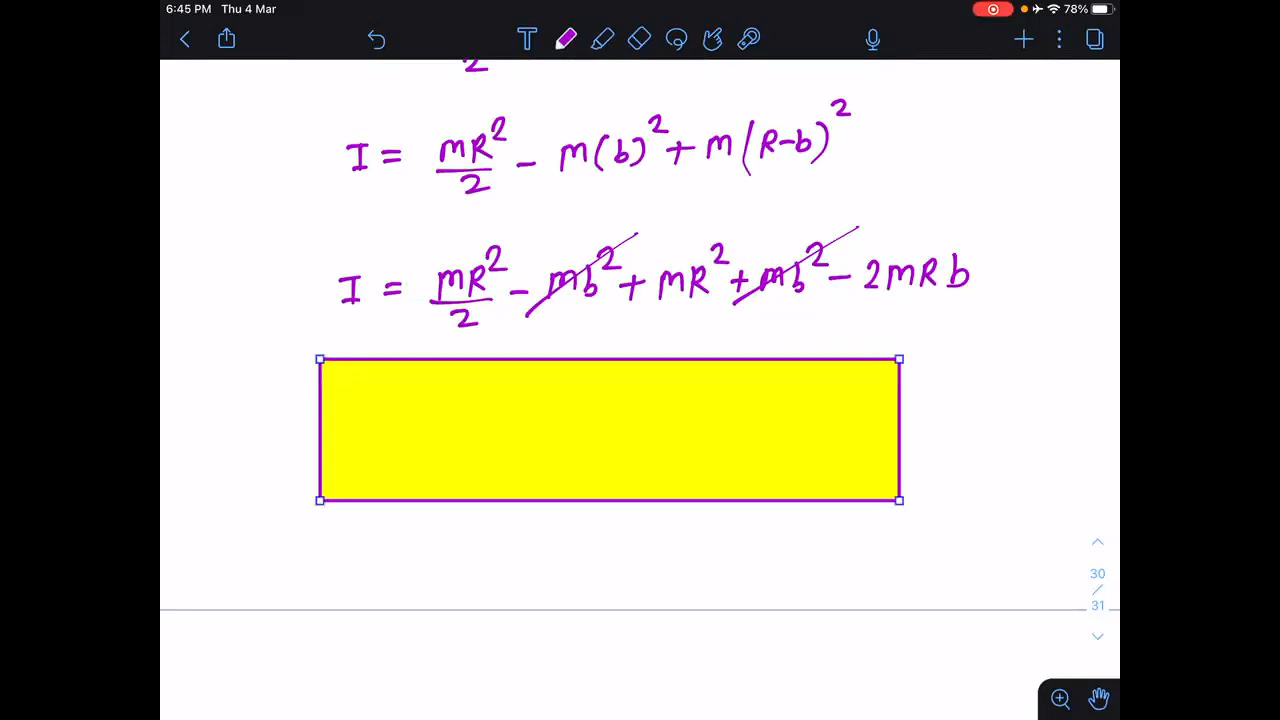 6:45 PM Thu 4 Mar 78%
2
I = mR²/2 - m(b)² + m(R-b)²
I = mR²/2 - mb² + mR² + mb² - 2mRb
30
/
31